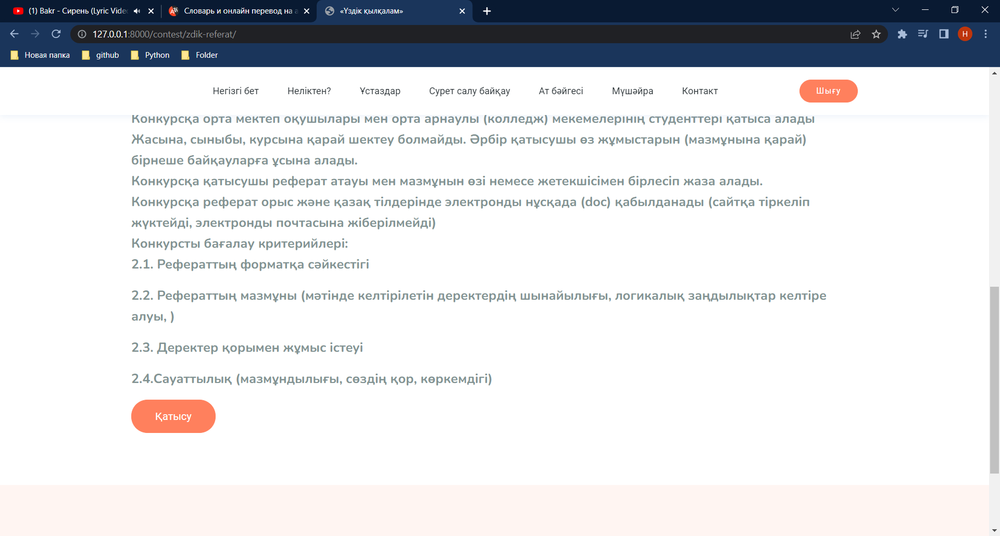 (1) Bakr - Сирень (Lyric Vide
Словарь и онлайн перевод на а
«Үздік қылқалам»
127.0.0.1:8000/contest/zdik-referat/
H
Новая папка
github
Python
Folder
Негізгі бет
Неліктен?
Ұстаздар
Сурет салу байқау
Ат бәйгесі
Мүшәйра
Контакт
Шығу
Конкурсқа орта мектеп оқушылары мен орта арнаулы (колледж) мекемелерінің студенттері қатыса алады
Жасына, сыныбы, курсына қарай шектеу болмайды. Әрбір қатысушы өз жұмыстарын (мазмұнына қарай)
бірнеше байқауларға ұсына алады.
Конкурсқа қатысушы реферат атауы мен мазмұнын өзі немесе жетекшісімен бірлесіп жаза алады.
Конкурсқа реферат орыс және қазақ тілдерінде электронды нұсқада (doc) қабылданады (сайтқа тіркеліп
жүктейді, электронды почтасына жіберілмейді)
Конкурсты бағалау критерийлері:
2.1. Рефераттың форматқа сәйкестігі
2.2. Рефераттың мазмұны (мәтінде келтірілетін деректердің шынайылығы, логикалық заңдылықтар келтіре
алуы, )
2.3. Деректер қорымен жұмыс істеуі
2.4.Сауаттылық (мазмұндылығы, сөздің қор, көркемдігі)
Қатысу